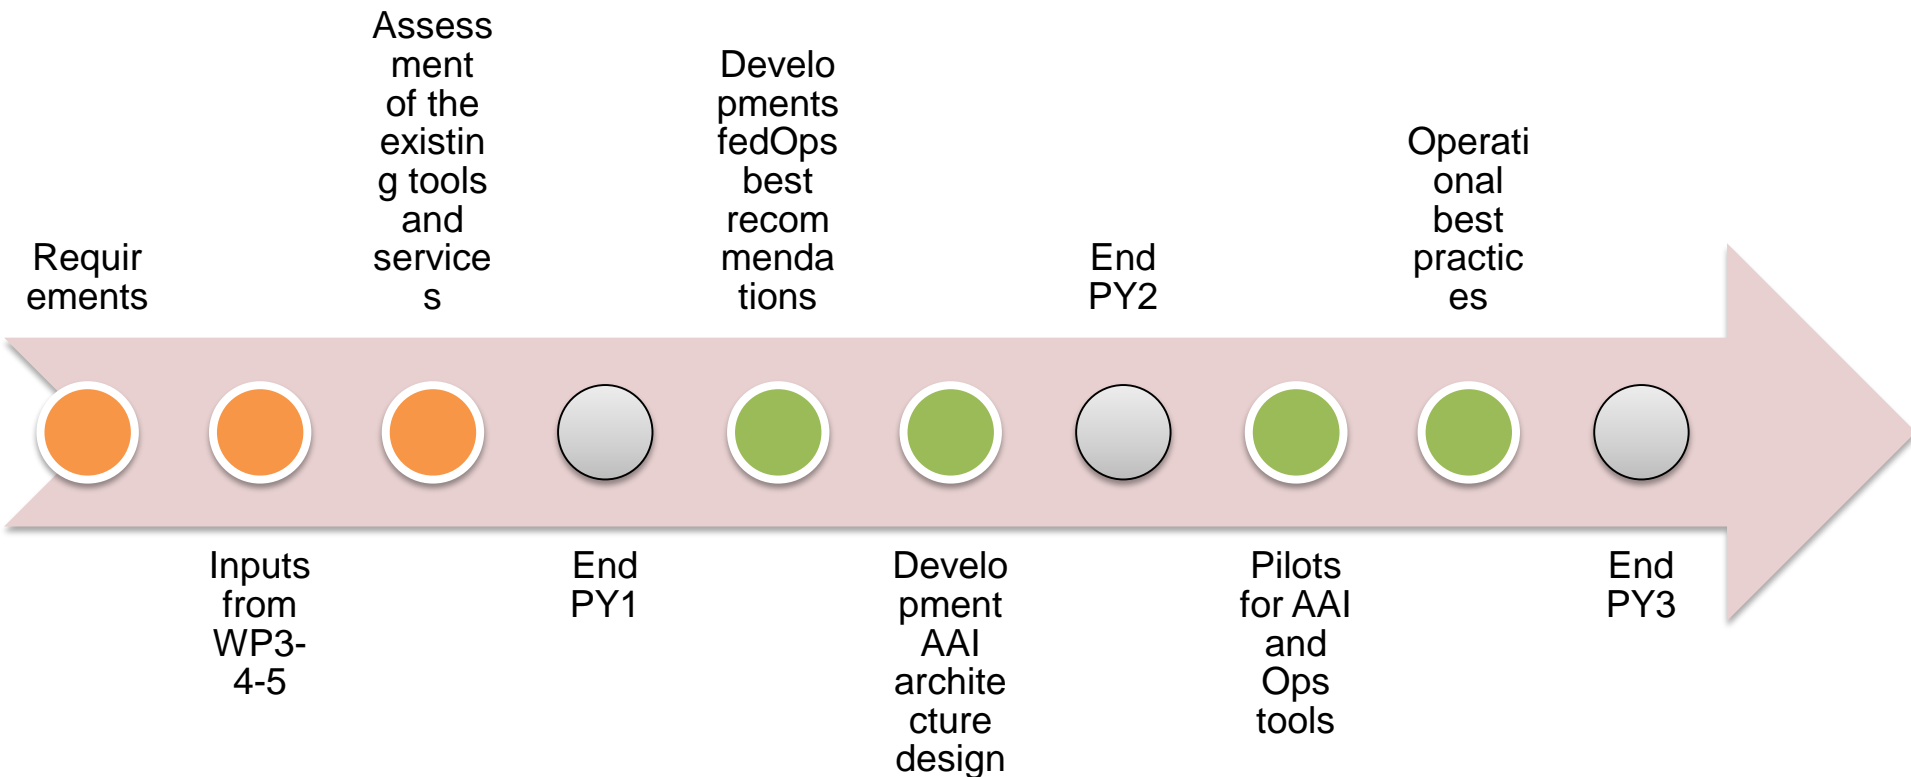 Requir
ements
Inputs
from
WP3-
4-5
Assess
ment
of the
existin
g tools
and
service
s
End
PY1
Develo
pments
fedOps
best
recom
menda
tions
Develo
pment
AAI
archite
cture
design
End
PY2
Pilots
for AAI
and
Ops
tools
Operati
onal
best
practic
es
End
PY3